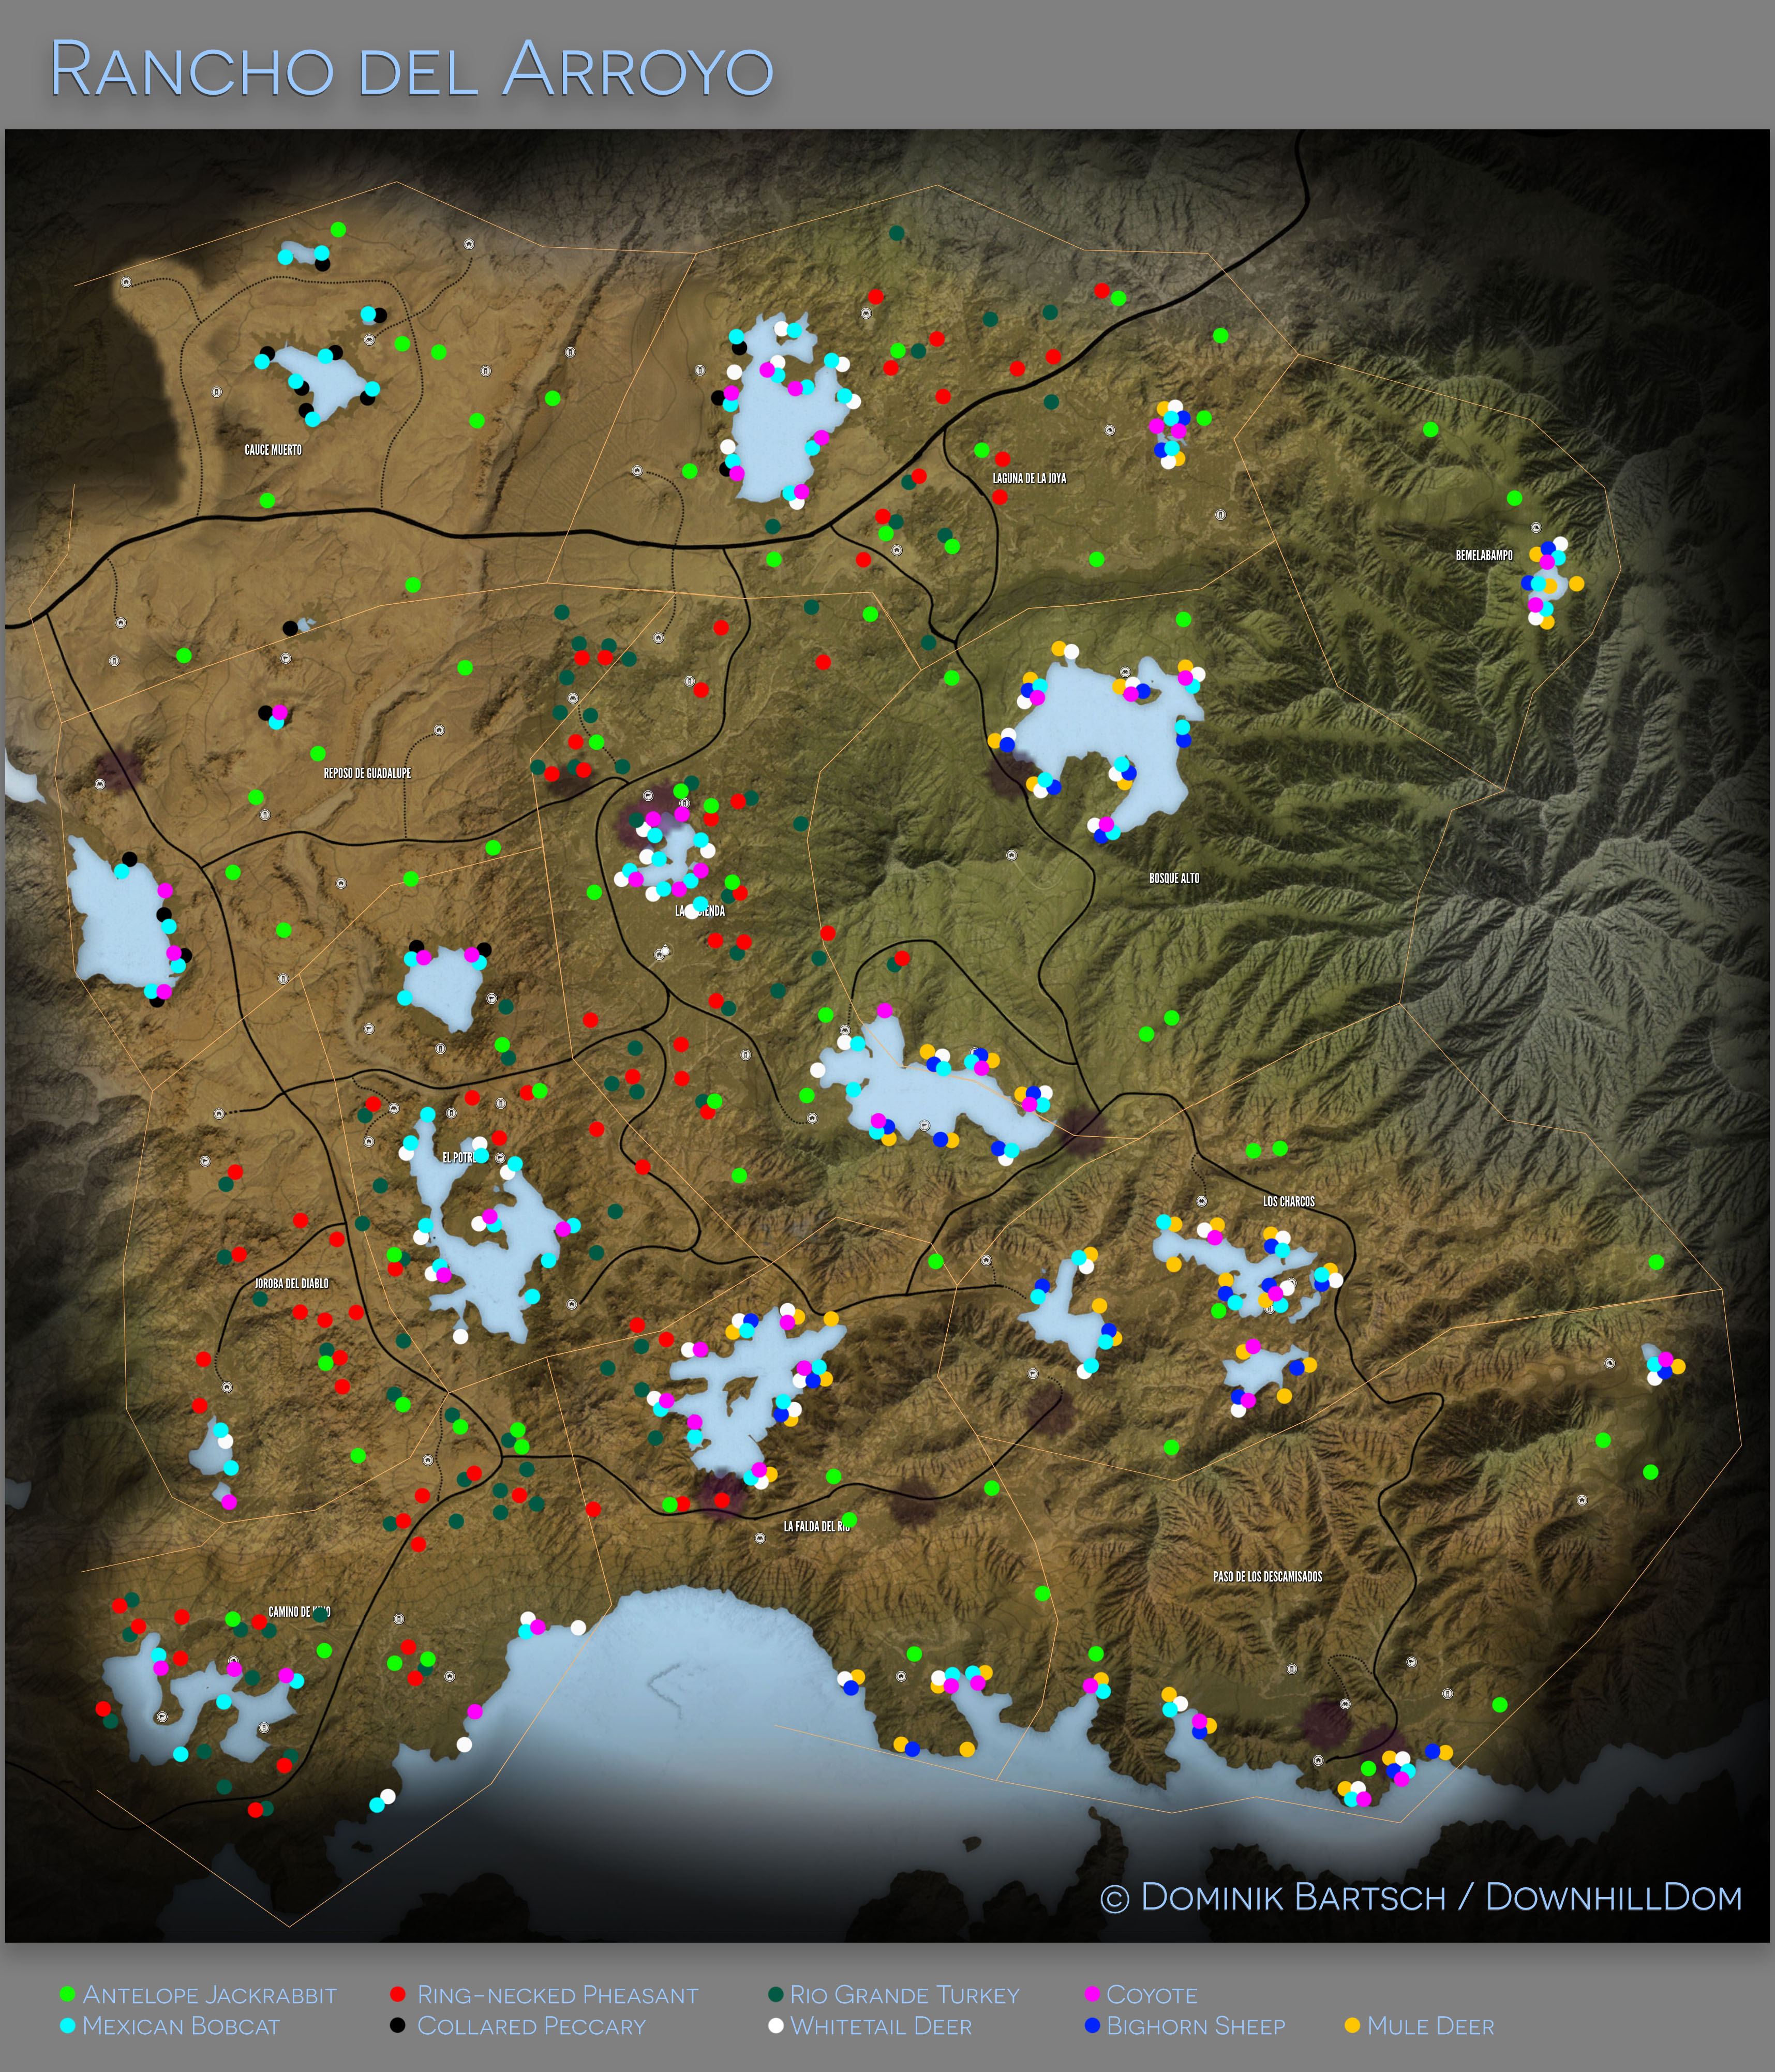 Rancho del Arroyo
CAUCE MUERTO
LAGUNA DE LA JOYA
BEMELABAMPO
REPOSO DE GUADALUPE
BOSQUE ALTO
EL POTRE
LOS CHARCOS
JOROBA DEL DIABLO
LA FALDA DEL RIO
PASO DE LOS DESCAMISADOS
CAMINO DE
© Dominik Bartsch / DownhillDom
Antelope Jackrabbit
Ring-necked Pheasant
Rio Grande Turkey
Coyote
Mexican Bobcat
Collared Peccary
Whitetail Deer
Bighorn Sheep
Mule Deer